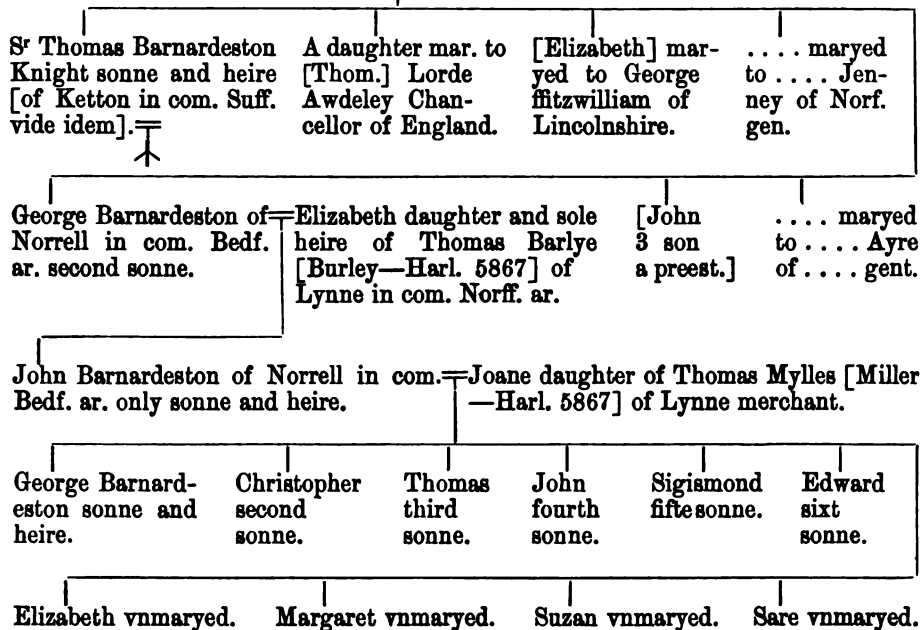 Sr Thomas Barnardeston
Knight sonne and heire
[of Ketton in com. Suff.
vide idem].
A daughter mar. to
[Thom.] Lorde
Awdeley Chan-
cellor of England.
[Elizabeth] mar-
yed to George
ffitzwilliam of
Lincolnshire.
. . . . maryed
to . . . . Jen-
ney of Norf.
gen.
George Barnardeston of
Norrell in com. Bedf.
ar. second sonne.
Elizabeth daughter and sole
heire of Thomas Barlye
[Burley—Harl. 5867] of
Lynne in com. Norff. ar.
[John
3 son
a preest.]
. . . . maryed
to . . . . Ayre
of . . . . gent.
John Barnardeston of Norrell in com.
Bedf. ar. only sonne and heire.
Joane daughter of Thomas Mylles [Miller
—Harl. 5867] of Lynne merchant.
George Barnard-
eston sonne and
heire.
Christopher
second
sonne.
Thomas
third
sonne.
John
fourth
sonne.
Sigismond
fifte sonne.
Edward
sixt
sonne.
Elizabeth vnmaryed.
Margaret vnmaryed.
Suzan vnmaryed.
Sare vnmaryed.